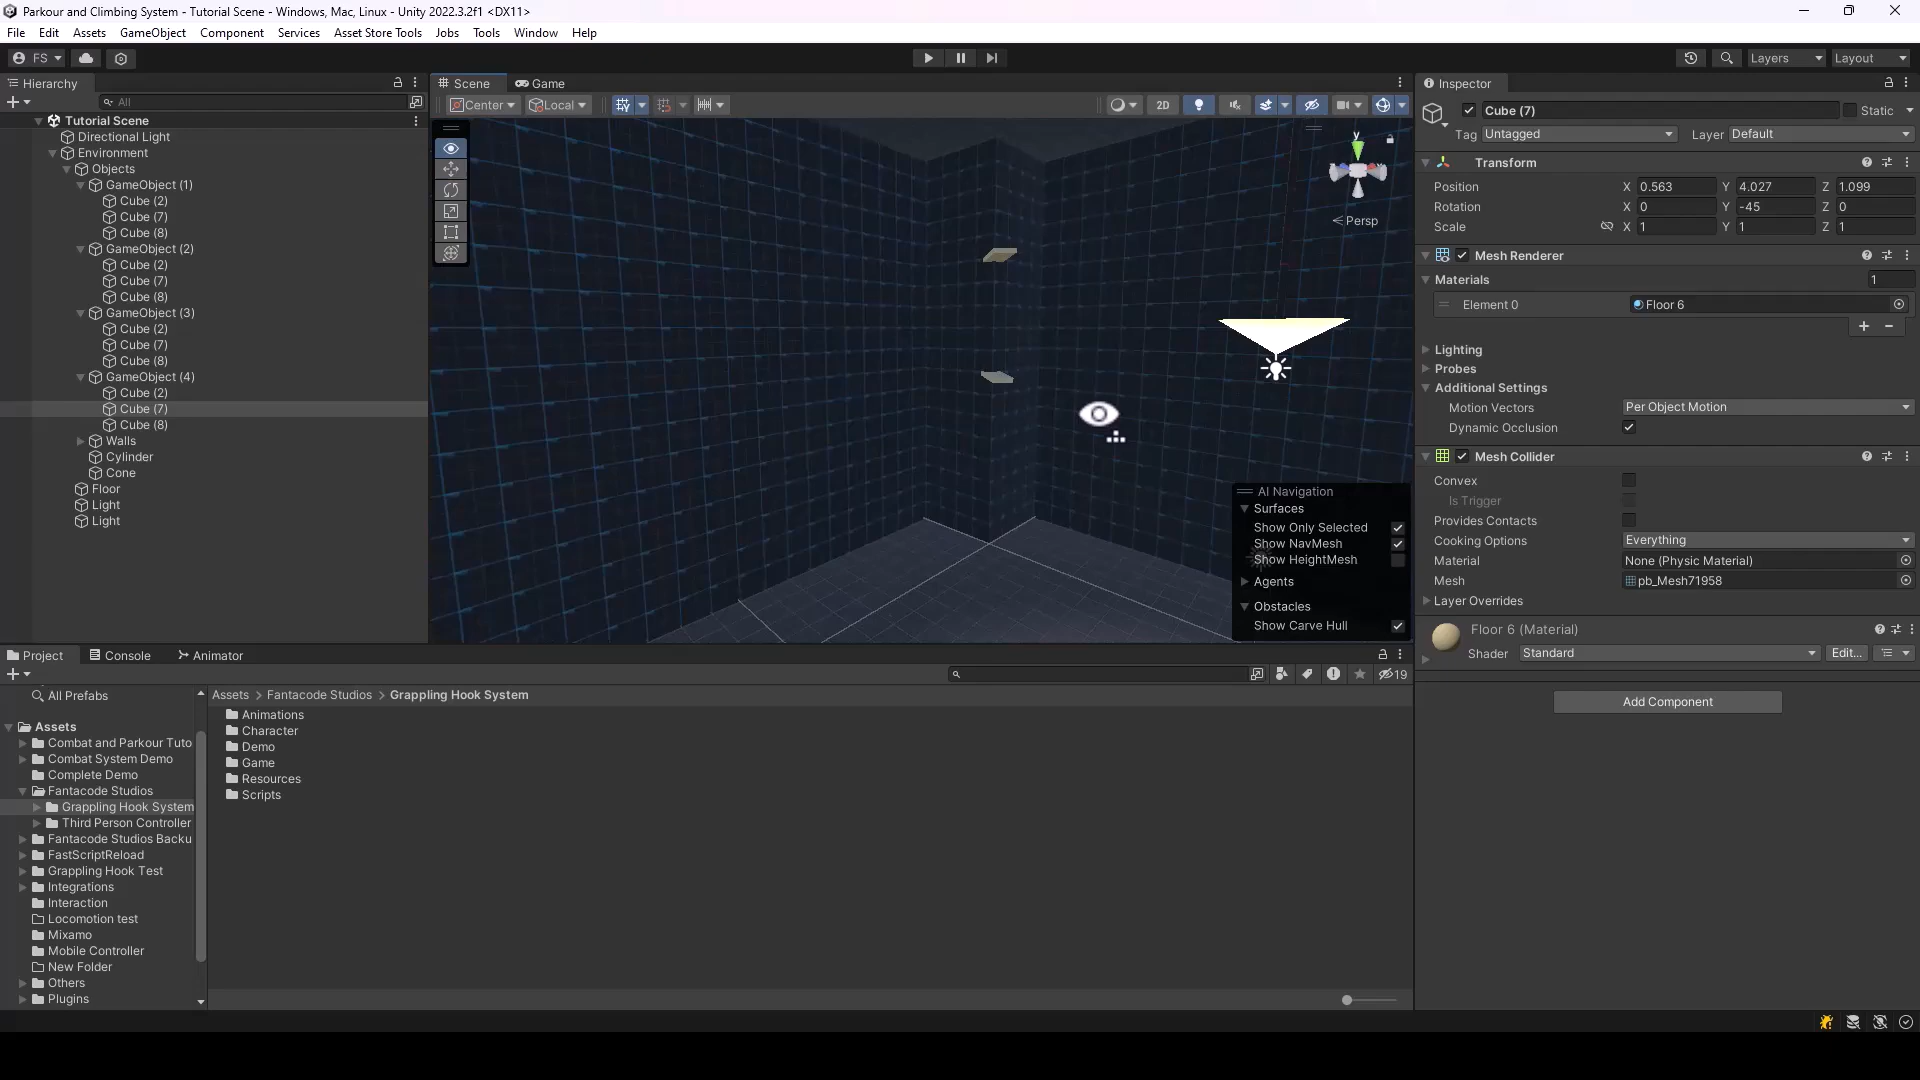 Parkour and Climbing System - Tutorial Scene - Windows, Mac, Linux - Unity 2022.3.2f1 <DX11>
File Edit Assets GameObject Component Services Asset Store Tools Jobs Tools Window Help
FS Layers Layout
Hierarchy
All
Tutorial Scene
Directional Light
Environment
Objects
GameObject (1)
Cube (2)
Cube (7)
Cube (8)
GameObject (2)
Cube (2)
Cube (7)
Cube (8)
GameObject (3)
Cube (2)
Cube (7)
Cube (8)
GameObject (4)
Cube (2)
Cube (7)
Cube (8)
Walls
Cylinder
Cone
Floor
Light
Light
Scene Game
Center Local 2D
y
Persp
AI Navigation
Surfaces
Show Only Selected
Show NavMesh
Show HeightMesh
Agents
Obstacles
Show Carve Hull
Inspector
Cube (7) Static
Tag Untagged Layer Default
Transform
Position X 0.563 Y 4.027 Z 1.099
Rotation X 0 Y -45 Z 0
Scale X 1 Y 1 Z 1
Mesh Renderer
Materials 1
Element 0 Floor 6
Lighting
Probes
Additional Settings
Motion Vectors Per Object Motion
Dynamic Occlusion
Mesh Collider
Convex
Is Trigger
Provides Contacts
Cooking Options Everything
Material None (Physic Material)
Mesh pb_Mesh71958
Layer Overrides
Floor 6 (Material)
Shader Standard Edit...
Add Component
Project Console Animator
19
All Prefabs
Assets
Combat and Parkour Tuto
Combat System Demo
Complete Demo
Fantacode Studios
Grappling Hook System
Third Person Controller
Fantacode Studios Backu
FastScriptReload
Grappling Hook Test
Integrations
Interaction
Locomotion test
Mixamo
Mobile Controller
New Folder
Others
Plugins
Assets > Fantacode Studios > Grappling Hook System
Animations
Character
Demo
Game
Resources
Scripts